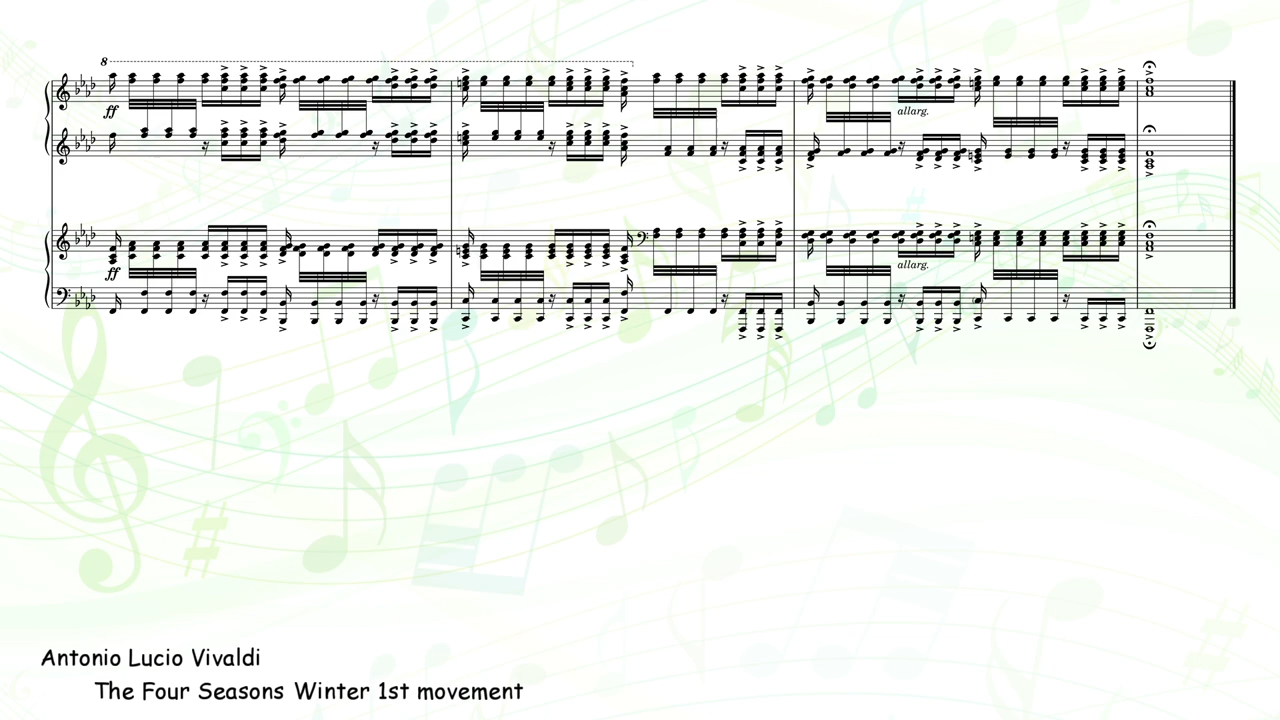 8
ff
allarg.
ff
allarg.
Antonio Lucio Vivaldi
The Four Seasons Winter 1st movement